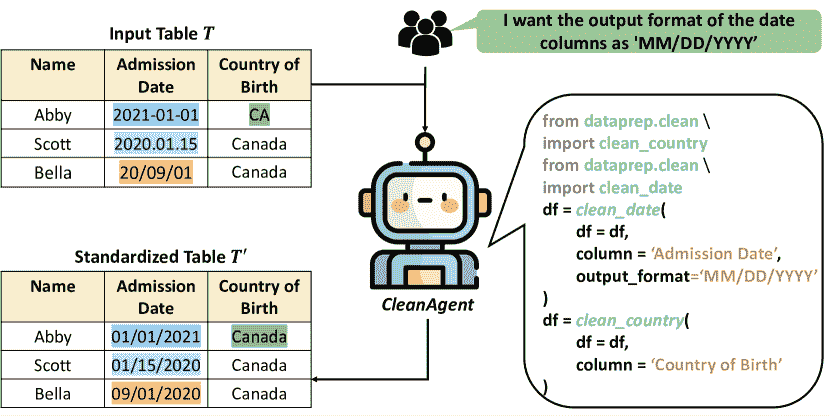 I want the output format of the date
columns as 'MM/DD/YYYY’
Input Table T
Name Admission Date Country of Birth
Abby 2021-01-01 CA
Scott 2020.01.15 Canada
Bella 20/09/01 Canada
from dataprep.clean \
import clean_country
from dataprep.clean \
import clean_date
df = clean_date(
df = df,
column = ‘Admission Date’,
output_format=‘MM/DD/YYYY’
)
df = clean_country(
df = df,
column = ‘Country of Birth’
)
CleanAgent
Standardized Table T′
Name Admission Date Country of Birth
Abby 01/01/2021 Canada
Scott 01/15/2020 Canada
Bella 09/01/2020 Canada